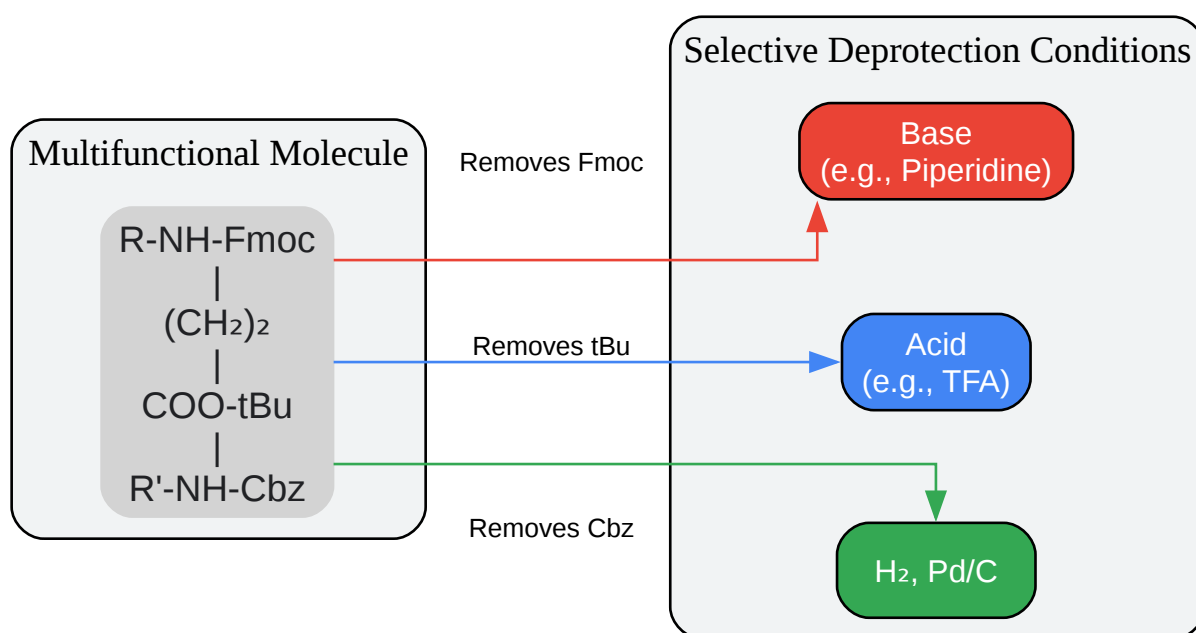 Selective Deprotection Conditions
Multifunctional Molecule
R-NH-Fmoc
|
(CH₂)₂
|
COO-tBu
|
R'-NH-Cbz
Removes Fmoc
Removes tBu
Removes Cbz
Base
(e.g., Piperidine)
Acid
(e.g., TFA)
H₂, Pd/C